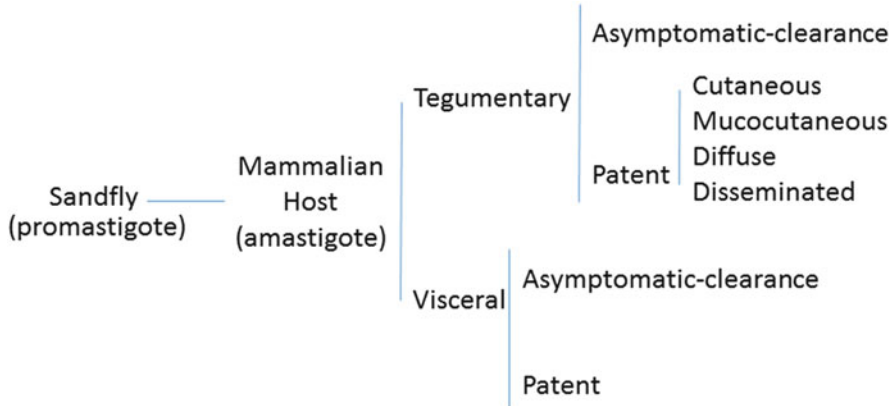 Sandfly
(promastigote)
Mammalian
Host
(amastigote)
Tegumentary
Asymptomatic-clearance
Patent
Cutaneous
Mucocutaneous
Diffuse
Disseminated
Visceral
Asymptomatic-clearance
Patent